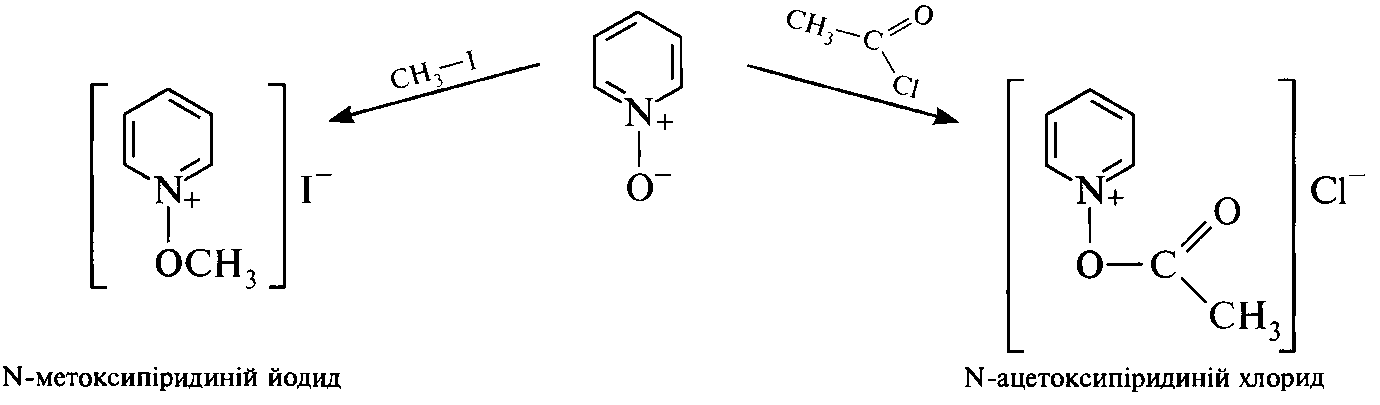 CH₃—I
CH₃—C
O
Cl
N+
O⁻
N+
OCH₃
I⁻
N+
O—C
O
CH₃
Cl⁻
N-метоксипіридиній йодид
N-ацетоксипіридиній хлорид